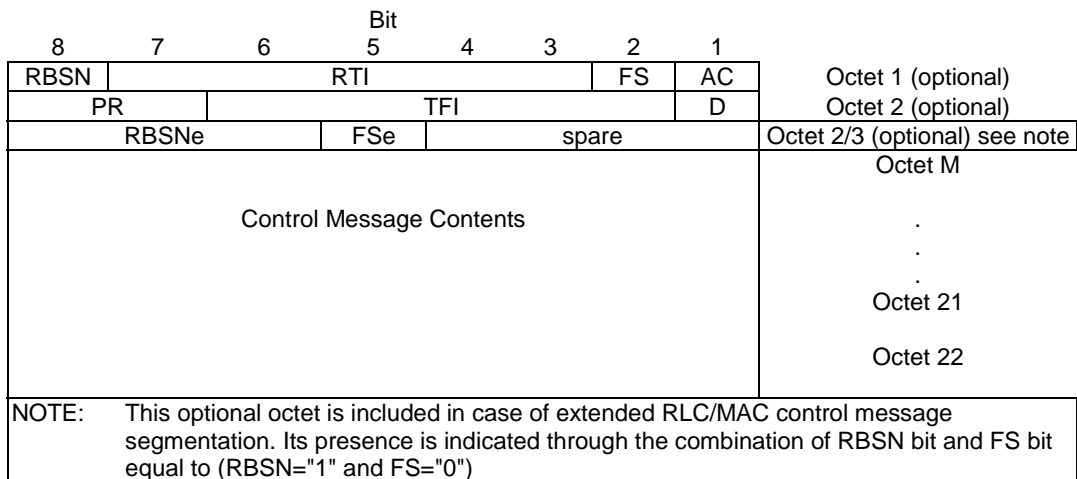 Bit
8 7 6 5 4 3 2 1
RBSN RTI FS AC Octet 1 (optional)
PR TFI D Octet 2 (optional)
RBSNe FSe spare Octet 2/3 (optional) see note
Octet M
Control Message Contents .
.
.
Octet 21
Octet 22
NOTE: This optional octet is included in case of extended RLC/MAC control message
segmentation. Its presence is indicated through the combination of RBSN bit and FS bit
equal to (RBSN="1" and FS="0")